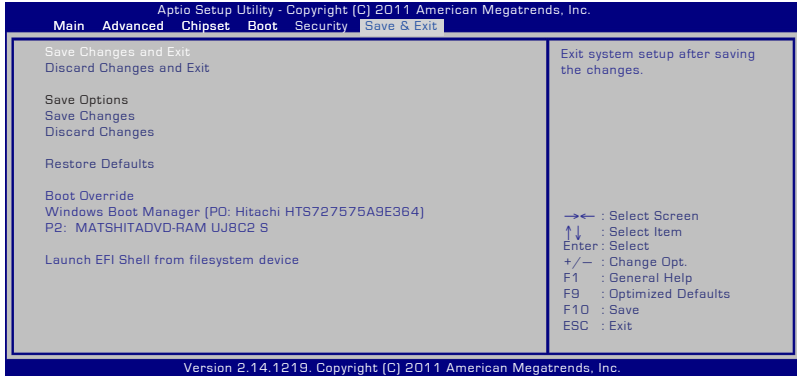 Aptio Setup Utility - Copyright (C) 2011 American Megatrends, Inc.
Main Advanced Chipset Boot Security Save & Exit
Save Changes and Exit
Discard Changes and Exit
Save Options
Save Changes
Discard Changes
Restore Defaults
Boot Override
Windows Boot Manager (PO: Hitachi HTS727575A9E364)
P2: MATSHITADVD-RAM UJ8C2 S
Launch EFI Shell from filesystem device
Exit system setup after saving
the changes.
→← : Select Screen
↑↓ : Select Item
Enter : Select
+/— : Change Opt.
F1 : General Help
F9 : Optimized Defaults
F10 : Save
ESC : Exit
Version 2.14.1219. Copyright (C) 2011 American Megatrends, Inc.